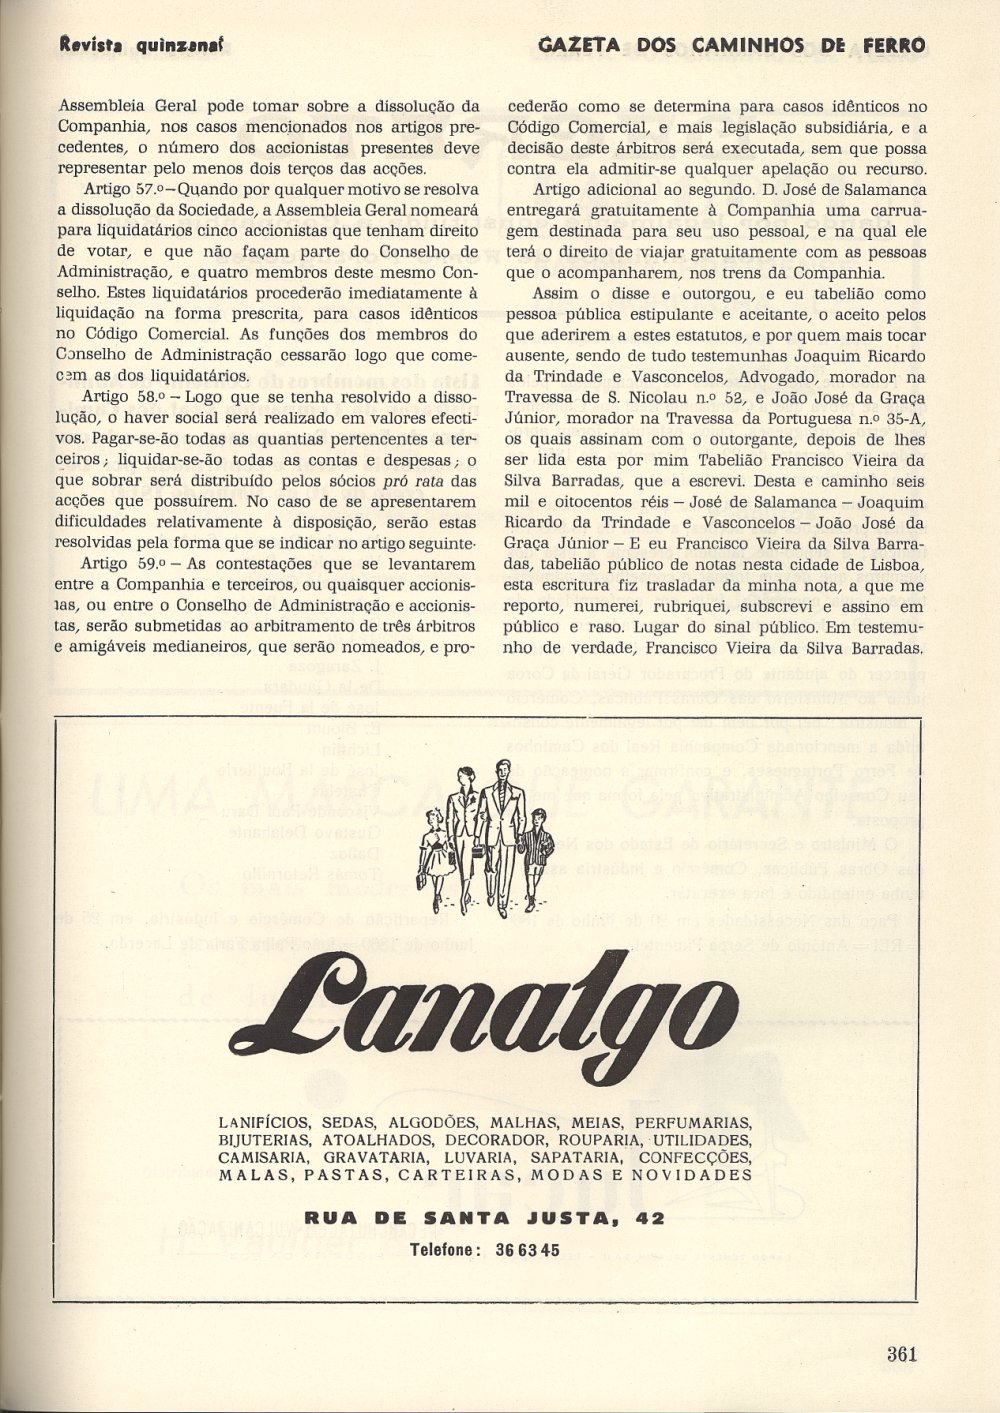 Revista quinzenal
GAZETA DOS CAMINHOS DE FERRO
Assembleia Geral pode tomar sobre a dissolução da
Companhia, nos casos mencionados nos artigos pre-
cedentes, o número dos accionistas presentes deve
representar pelo menos dois terços das acções.
Artigo 57.º—Quando por qualquer motivo se resolva
a dissolução da Sociedade, a Assembleia Geral nomeará
para liquidatários cinco accionistas que tenham direito
de votar, e que não façam parte do Conselho de
Administração, e quatro membros deste mesmo Con-
selho. Estes liquidatários procederão imediatamente à
liquidação na forma prescrita, para casos idênticos
no Código Comercial. As funções dos membros do
Conselho de Administração cessarão logo que come-
cem as dos liquidatários.
Artigo 58.º — Logo que se tenha resolvido a disso-
lução, o haver social será realizado em valores efecti-
vos. Pagar-se-ão todas as quantias pertencentes a ter-
ceiros; liquidar-se-ão todas as contas e despesas; o
que sobrar será distribuído pelos sócios pró rata das
acções que possuírem. No caso de se apresentarem
dificuldades relativamente à disposição, serão estas
resolvidas pela forma que se indicar no artigo seguinte.
Artigo 59.º — As contestações que se levantarem
entre a Companhia e terceiros, ou quaisquer accionis-
tas, ou entre o Conselho de Administração e accionis-
tas, serão submetidas ao arbitramento de três árbitros
e amigáveis medianeiros, que serão nomeados, e pro-
cederão como se determina para casos idênticos no
Código Comercial, e mais legislação subsidiária, e a
decisão deste árbitros será executada, sem que possa
contra ela admitir-se qualquer apelação ou recurso.
Artigo adicional ao segundo. D. José de Salamanca
entregará gratuitamente à Companhia uma carrua-
gem destinada para seu uso pessoal, e na qual ele
terá o direito de viajar gratuitamente com as pessoas
que o acompanharem, nos trens da Companhia.
Assim o disse e outorgou, e eu tabelião como
pessoa pública estipulante e aceitante, o aceito pelos
que aderirem a estes estatutos, e por quem mais tocar
ausente, sendo de tudo testemunhas Joaquim Ricardo
da Trindade e Vasconcelos, Advogado, morador na
Travessa de S. Nicolau n.º 52, e João José da Graça
Júnior, morador na Travessa da Portuguesa n.º 35-A,
os quais assinam com o outorgante, depois de lhes
ser lida esta por mim Tabelião Francisco Vieira da
Silva Barradas, que a escrevi. Desta e caminho seis
mil e oitocentos réis — José de Salamanca — Joaquim
Ricardo da Trindade e Vasconcelos — João José da
Graça Júnior — E eu Francisco Vieira da Silva Barra-
das, tabelião público de notas nesta cidade de Lisboa,
esta escritura fiz trasladar da minha nota, a que me
reporto, numerei, rubriquei, subscrevi e assino em
público e raso. Lugar do sinal público. Em testemu-
nho de verdade, Francisco Vieira da Silva Barradas.
Lanalgo
LANIFÍCIOS, SEDAS, ALGODÕES, MALHAS, MEIAS, PERFUMARIAS,
BIJUTERIAS, ATOALHADOS, DECORADOR, ROUPARIA, UTILIDADES,
CAMISARIA, GRAVATARIA, LUVARIA, SAPATARIA, CONFECÇÕES,
MALAS, PASTAS, CARTEIRAS, MODAS E NOVIDADES
RUA DE SANTA JUSTA, 42
Telefone: 36 63 45
361